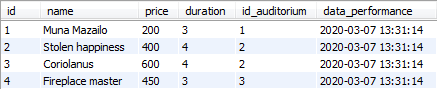 id name price duration id_auditorium data_performance
1 Muna Mazailo 200 3 1 2020-03-07 13:31:14
2 Stolen happiness 400 4 2 2020-03-07 13:31:14
3 Coriolanus 600 4 2 2020-03-07 13:31:14
4 Fireplace master 450 3 3 2020-03-07 13:31:14